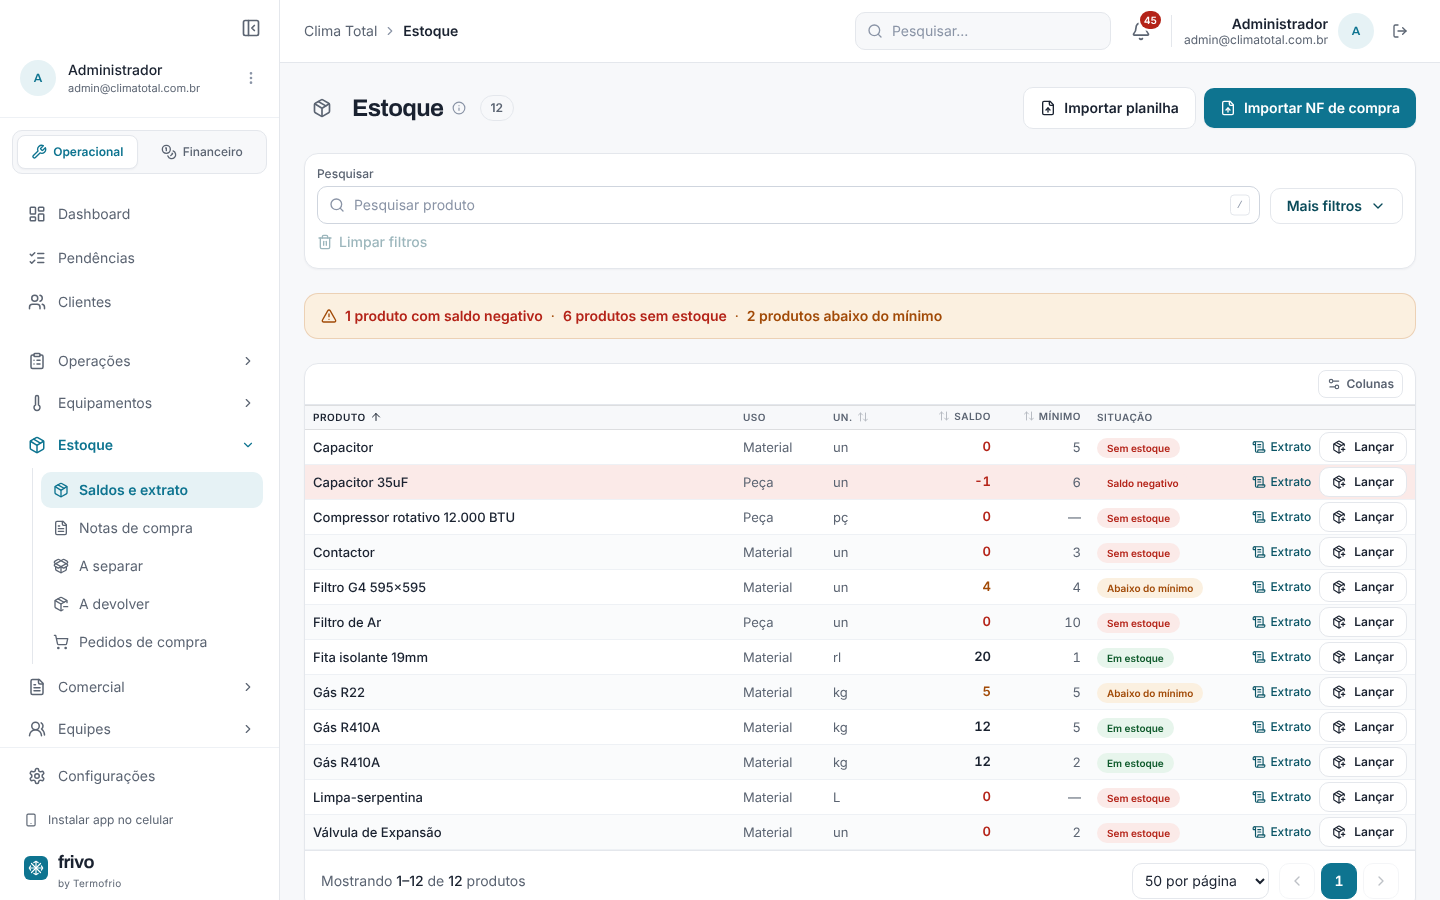 Administrador
admin@climatotal.com.br
A
Operacional
Financeiro
Dashboard
Pendências
Clientes
Operações
Equipamentos
Estoque
Saldos e extrato
Notas de compra
A separar
A devolver
Pedidos de compra
Comercial
Equipes
Configurações
Instalar app no celular
frivo
by Termofrio
Clima Total > Estoque
Pesquisar...
45
Administrador
admin@climatotal.com.br
A
Estoque 12
Importar planilha
Importar NF de compra
Pesquisar
Pesquisar produto /
Mais filtros
Limpar filtros
1 produto com saldo negativo · 6 produtos sem estoque · 2 produtos abaixo do mínimo
Colunas
PRODUTO USO UN. SALDO MÍNIMO SITUAÇÃO
Capacitor Material un 0 5 Sem estoque Extrato Lançar
Capacitor 35uF Peça un -1 6 Saldo negativo Extrato Lançar
Compressor rotativo 12.000 BTU Peça pç 0 — Sem estoque Extrato Lançar
Contactor Material un 0 3 Sem estoque Extrato Lançar
Filtro G4 595×595 Material un 4 4 Abaixo do mínimo Extrato Lançar
Filtro de Ar Peça un 0 10 Sem estoque Extrato Lançar
Fita isolante 19mm Material rl 20 1 Em estoque Extrato Lançar
Gás R22 Material kg 5 5 Abaixo do mínimo Extrato Lançar
Gás R410A Material kg 12 5 Em estoque Extrato Lançar
Gás R410A Material kg 12 2 Em estoque Extrato Lançar
Limpa-serpentina Material L 0 — Sem estoque Extrato Lançar
Válvula de Expansão Material un 0 2 Sem estoque Extrato Lançar
Mostrando 1–12 de 12 produtos
50 por página
1